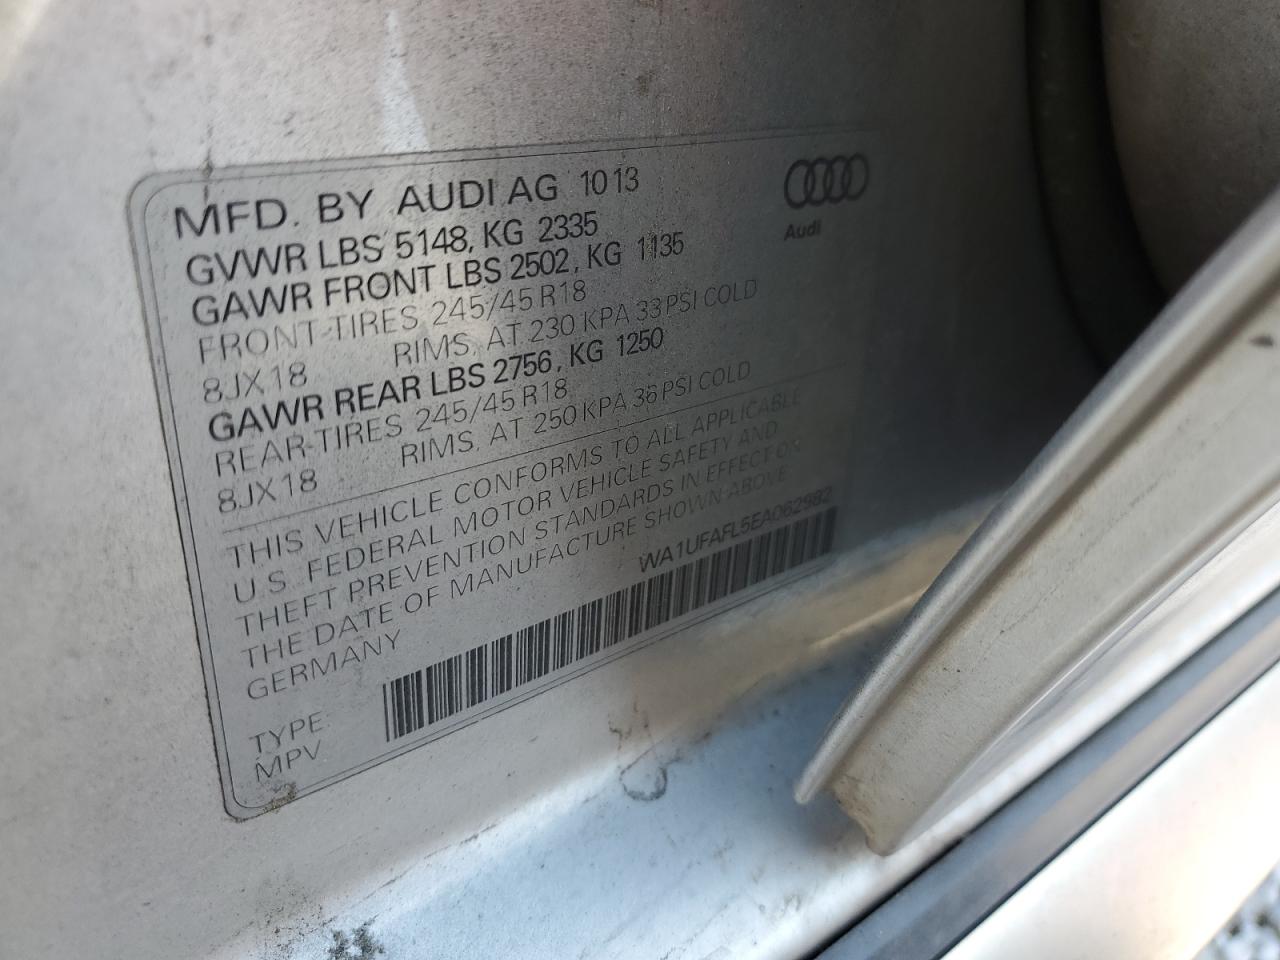 MFD. BY AUDI AG 10 13
Audi
GVWR LBS 5148, KG 2335
GAWR FRONT LBS 2502, KG 1135
FRONT-TIRES 245/45 R18
8JX18 RIMS, AT 230 KPA 33 PSI COLD
GAWR REAR LBS 2756, KG 1250
REAR-TIRES 245/45 R18
8JX18 RIMS, AT 250 KPA 36 PSI COLD
THIS VEHICLE CONFORMS TO ALL APPLICABLE
U.S. FEDERAL MOTOR VEHICLE SAFETY AND
THEFT PREVENTION STANDARDS IN EFFECT ON
THE DATE OF MANUFACTURE SHOWN ABOVE
GERMANY
WA1UFAFL5EA062982
TYPE
MPV